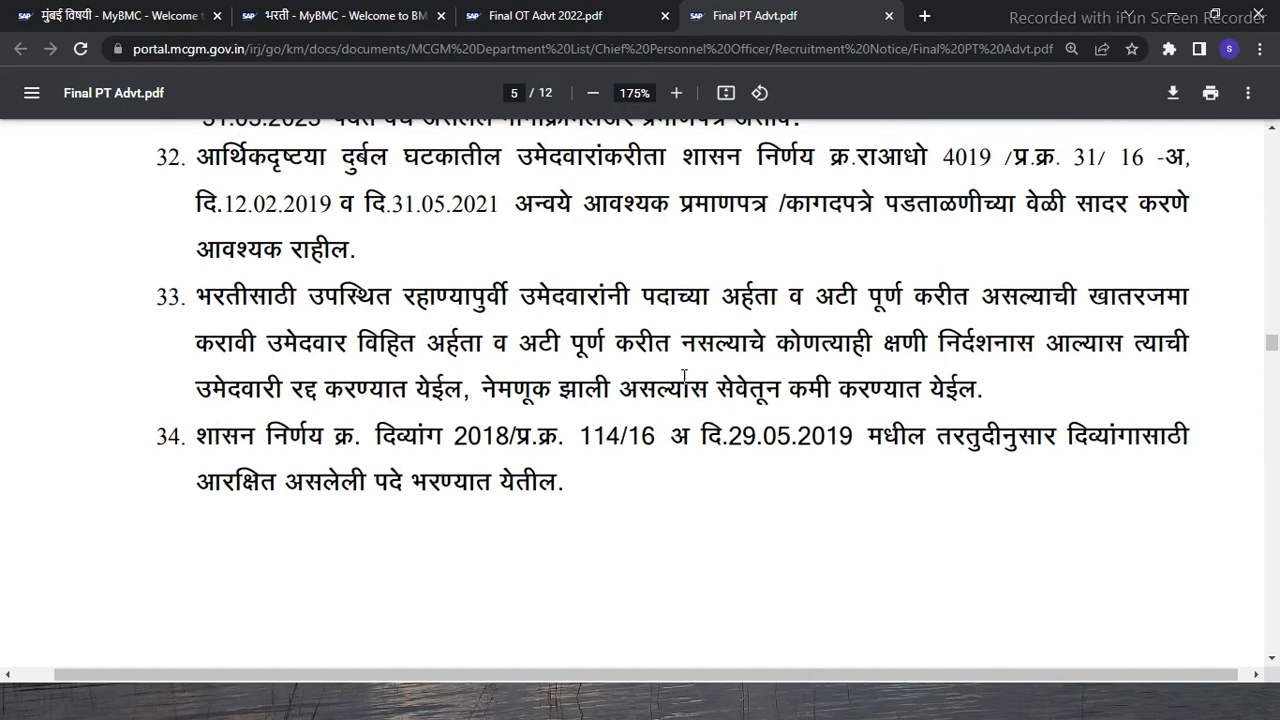 मुंबई विषयी - MyBMC - Welcome t
भरती - MyBMC - Welcome to BM
Final OT Advt 2022.pdf
Final PT Advt.pdf
Recorded with iFun Screen Recorder
portal.mcgm.gov.in/irj/go/km/docs/documents/MCGM%20Department%20List/Chief%20Personnel%20Officer/Recruitment%20Notice/Final%20PT%20Advt.pdf
S
Final PT Advt.pdf
5 / 12
175%
32. आर्थिकदृष्टया दुर्बल घटकातील उमेदवारांकरीता शासन निर्णय क्र.राआधो 4019 /प्र.क्र. 31/ 16 -अ,
दि.12.02.2019 व दि.31.05.2021 अन्वये आवश्यक प्रमाणपत्र /कागदपत्रे पडताळणीच्या वेळी सादर करणे
आवश्यक राहील.
33. भरतीसाठी उपस्थित रहाण्यापुर्वी उमेदवारांनी पदाच्या अर्हता व अटी पूर्ण करीत असल्याची खातरजमा
करावी उमेदवार विहित अर्हता व अटी पूर्ण करीत नसल्याचे कोणत्याही क्षणी निर्दशनास आल्यास त्याची
उमेदवारी रद्द करण्यात येईल, नेमणूक झाली असल्यास सेवेतून कमी करण्यात येईल.
34. शासन निर्णय क्र. दिव्यांग 2018/प्र.क्र. 114/16 अ दि.29.05.2019 मधील तरतुदीनुसार दिव्यांगासाठी
आरक्षित असलेली पदे भरण्यात येतील.